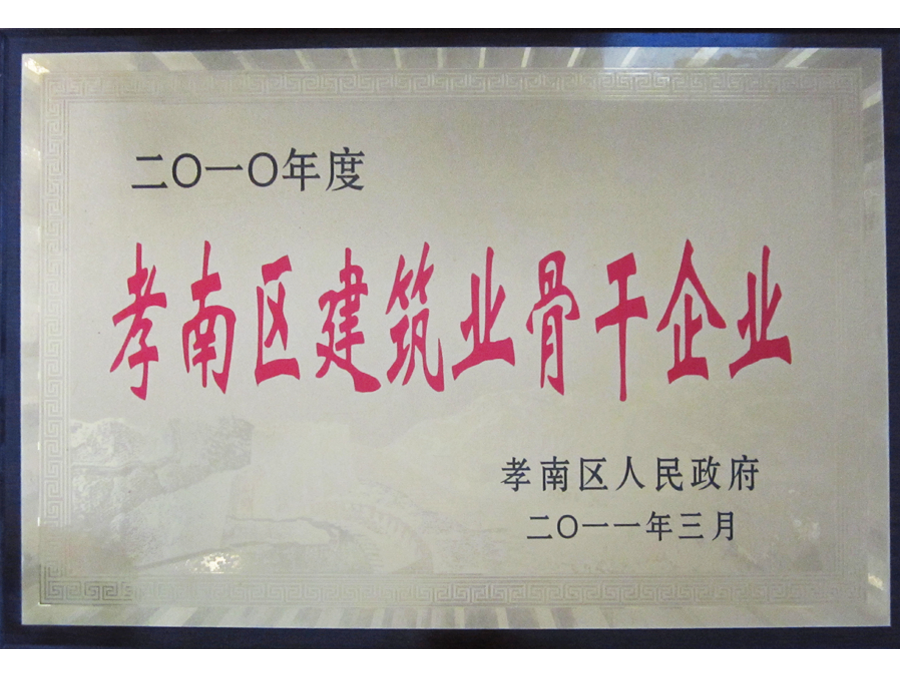 二〇一〇年度
孝南区建筑业骨干企业
孝南区人民政府
二〇一一年三月